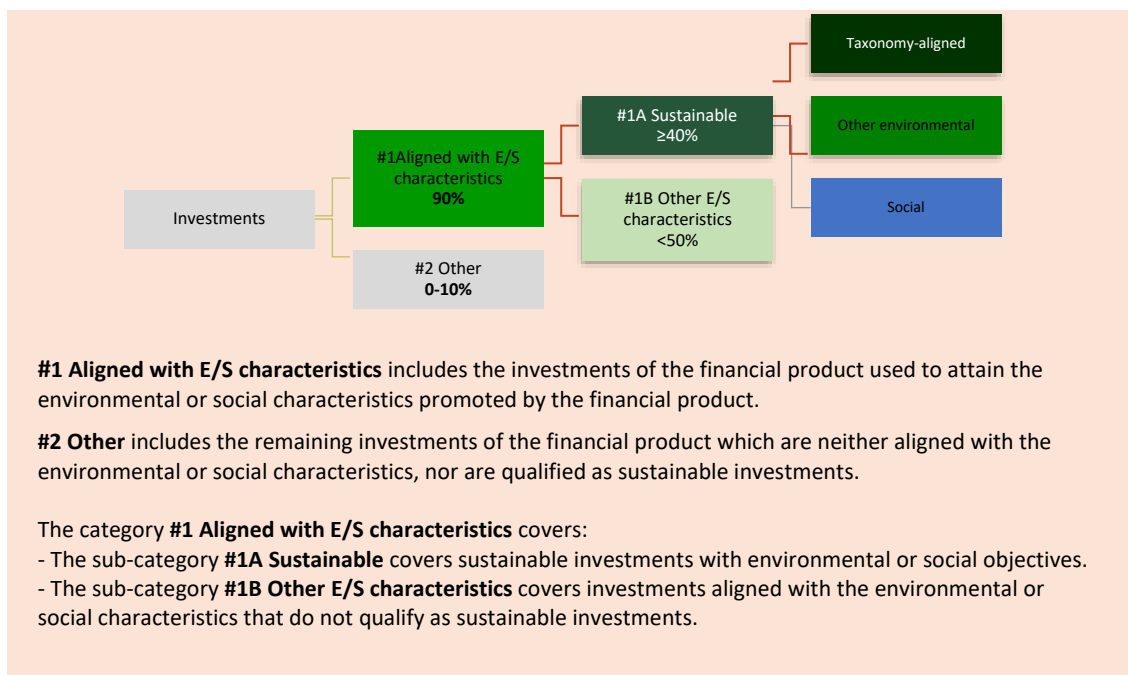 Taxonomy-aligned
#1A Sustainable
≥40%
Other environmental
#1Aligned with E/S
characteristics
90%
#1B Other E/S
characteristics
<50%
Investments
Social
#2 Other
0-10%
#1 Aligned with E/S characteristics includes the investments of the financial product used to attain the
environmental or social characteristics promoted by the financial product.
#2 Other includes the remaining investments of the financial product which are neither aligned with the
environmental or social characteristics, nor are qualified as sustainable investments.
The category #1 Aligned with E/S characteristics covers:
- The sub-category #1A Sustainable covers sustainable investments with environmental or social objectives.
- The sub-category #1B Other E/S characteristics covers investments aligned with the environmental or
social characteristics that do not qualify as sustainable investments.